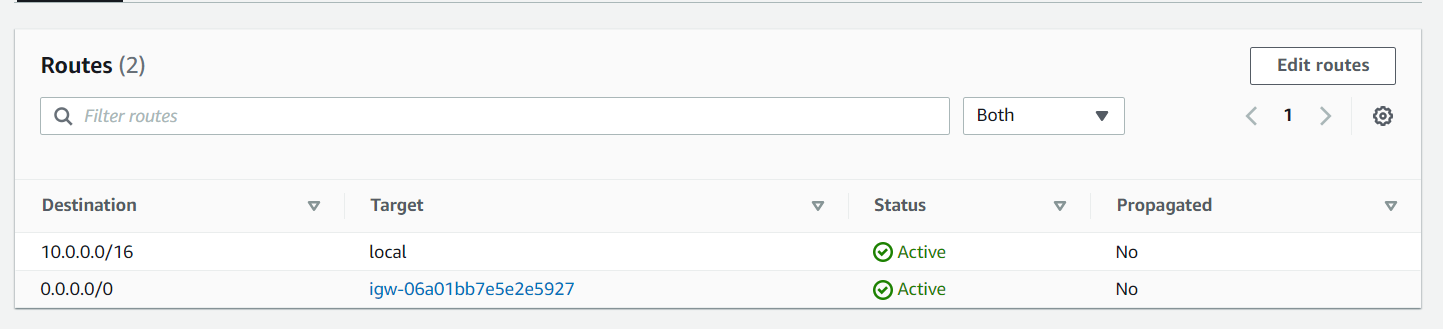 Routes (2)
Edit routes
Filter routes
Both
1
Destination Target Status Propagated
10.0.0.0/16 local Active No
0.0.0.0/0 igw-06a01bb7e5e2e5927 Active No